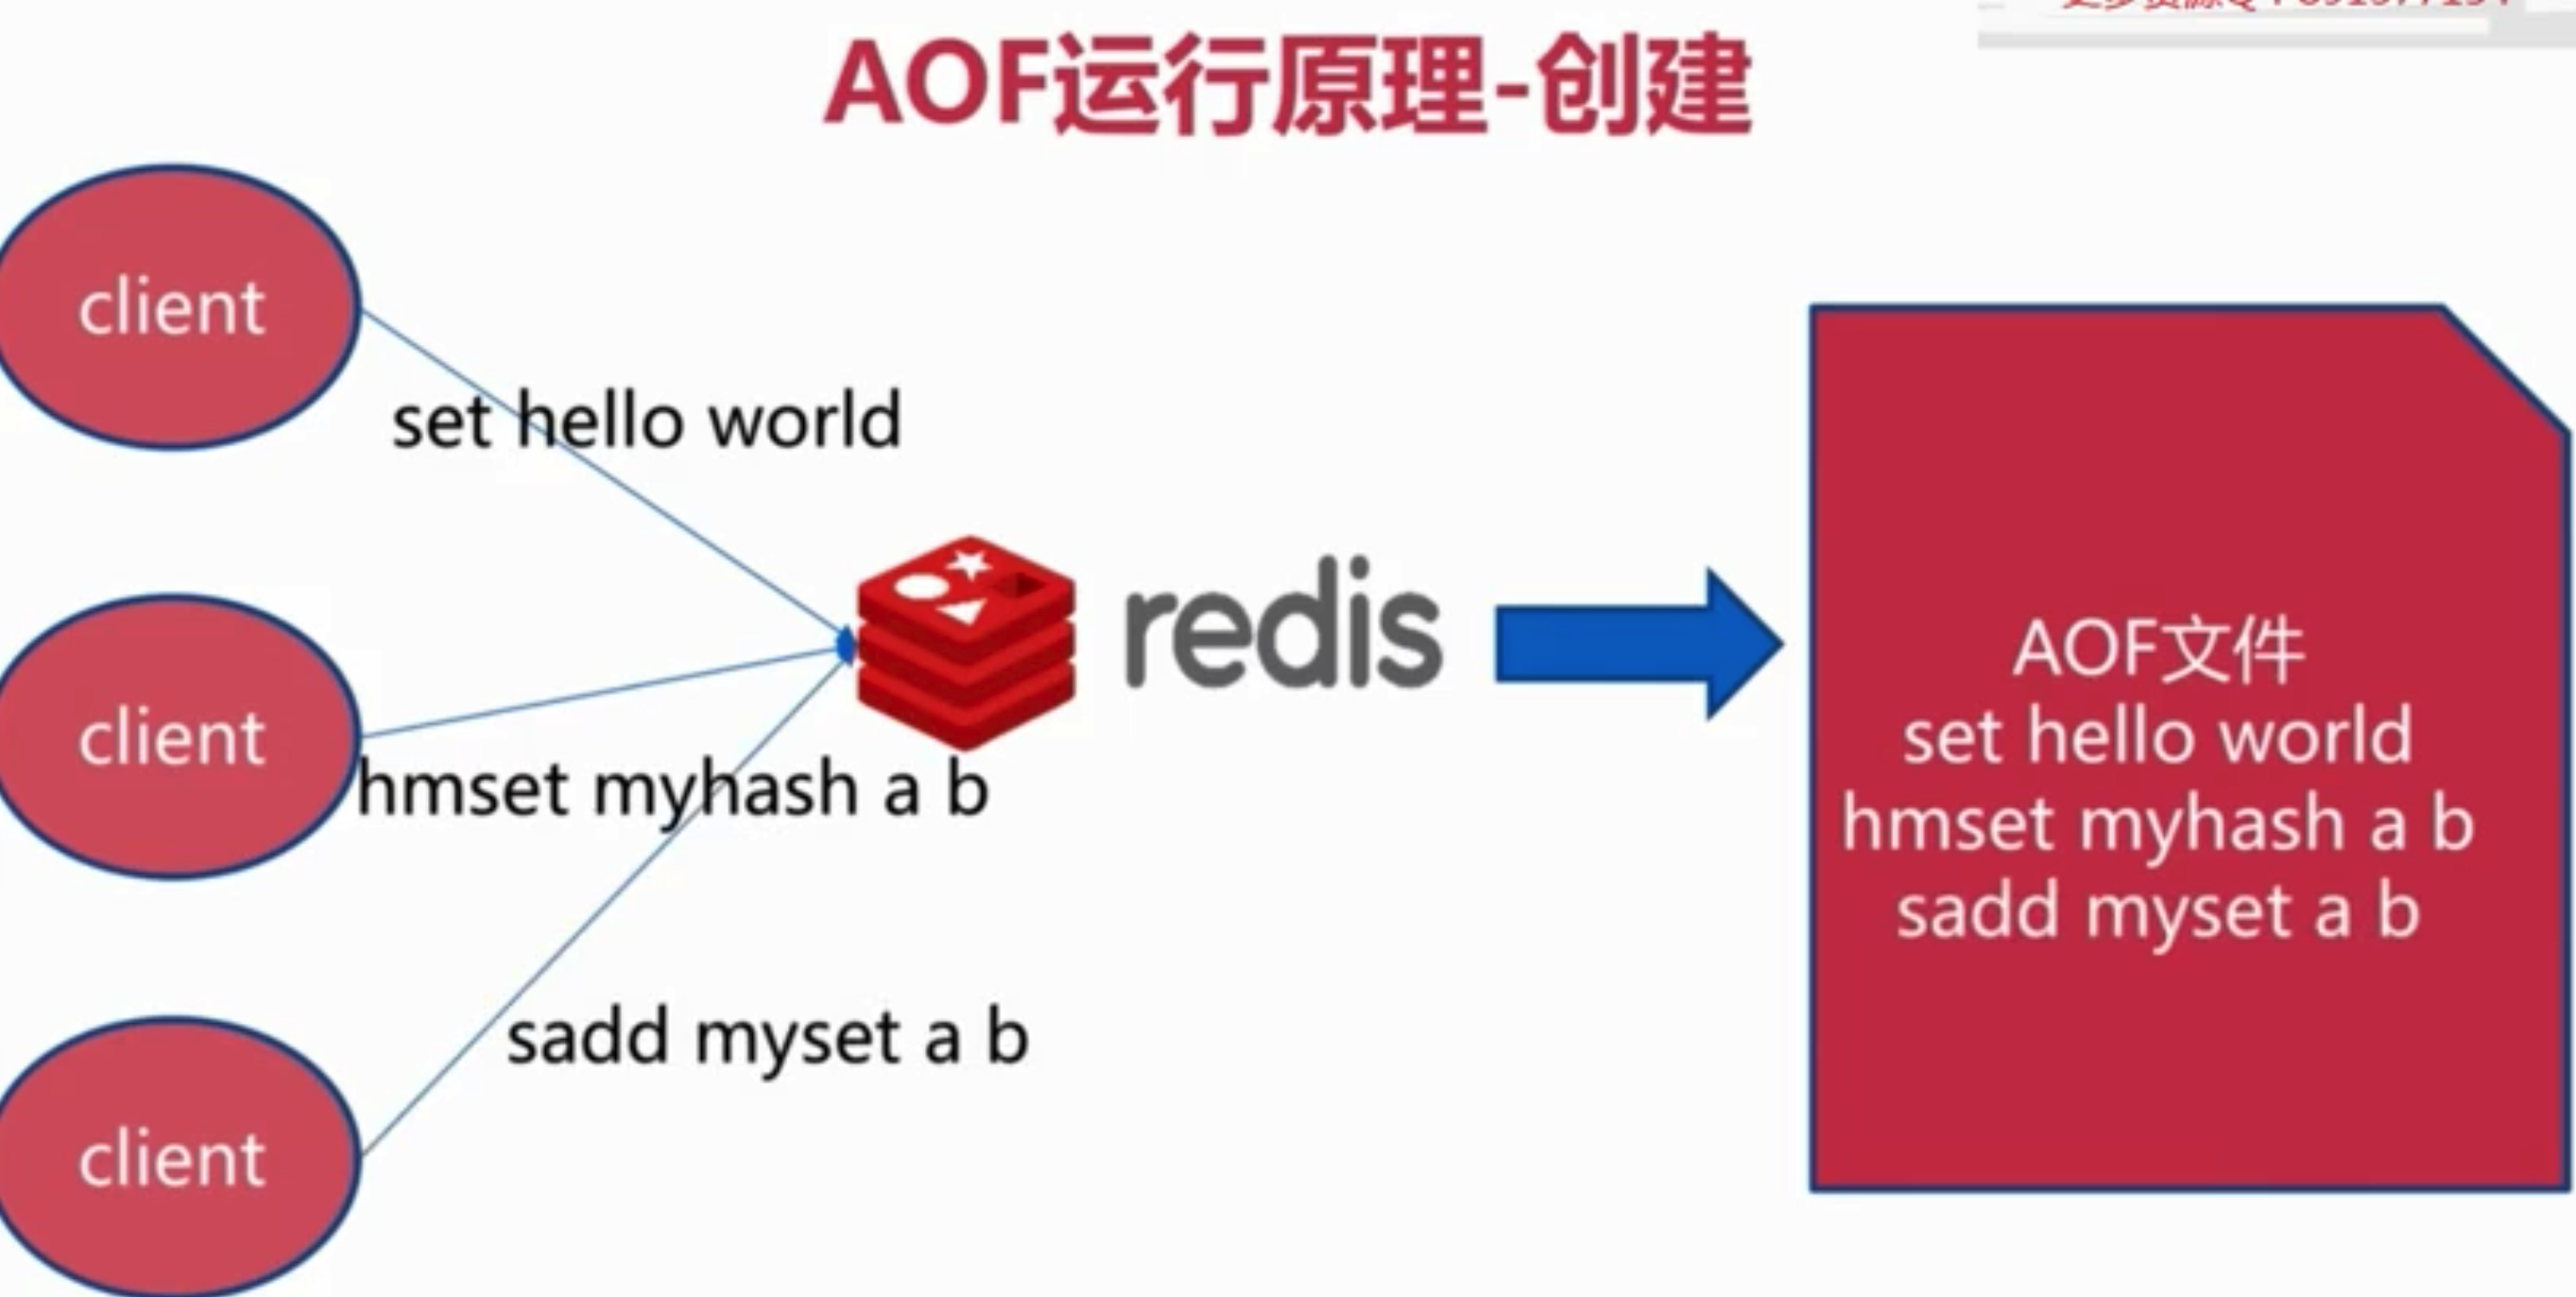 AOF运行原理-创建
client
set hello world
client
hmset myhash a b
client
sadd myset a b
redis
AOF文件
set hello world
hmset myhash a b
sadd myset a b